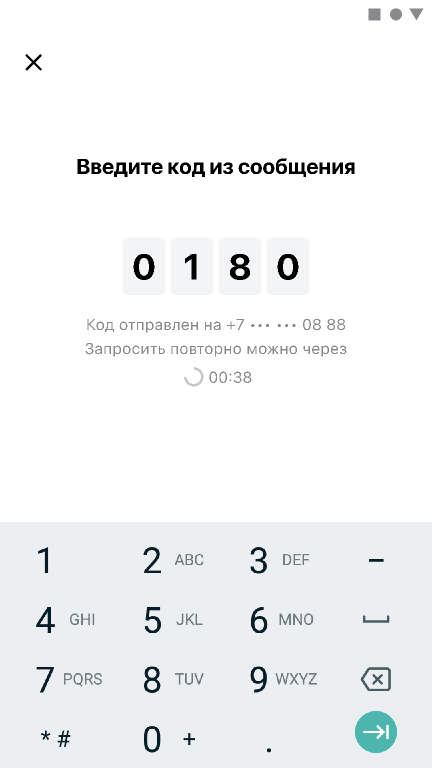 Введите код из сообщения
0 1 8 0
Код отправлен на +7 ••• ••• 08 88
Запросить повторно можно через
00:38
1 2 ABC 3 DEF -
4 GHI 5 JKL 6 MNO
7 PQRS 8 TUV 9 WXYZ
* # 0 + .